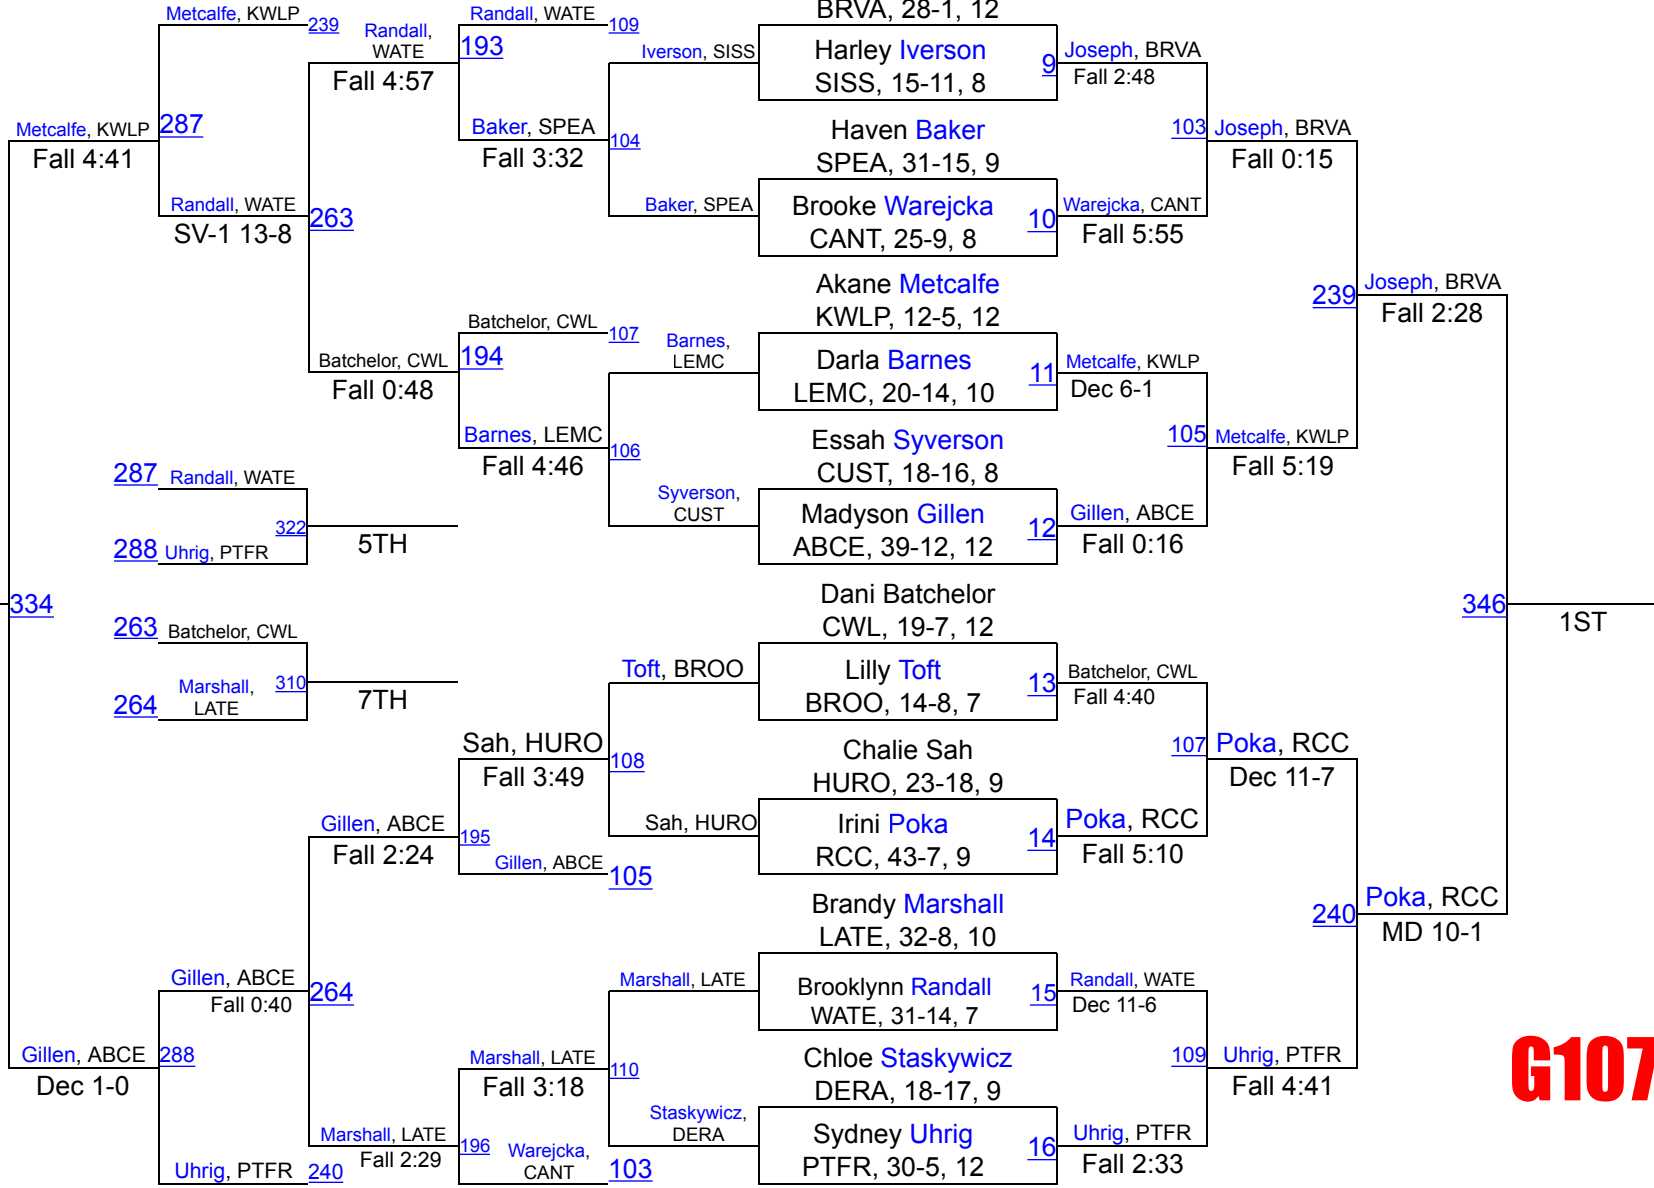 Metcalfe, KWLP
239
Randall,
WATE
Fall 4:57
Randall, WATE
109
193
Iverson, SISS
BRVA, 28-1, 12
Harley Iverson
SISS, 15-11, 8
9
Joseph, BRVA
Fall 2:48
Metcalfe, KWLP
287
Fall 4:41
Baker, SPEA
104
Fall 3:32
Haven Baker
SPEA, 31-15, 9
103
Joseph, BRVA
Fall 0:15
Randall, WATE
263
SV-1 13-8
Baker, SPEA
Brooke Warejcka
CANT, 25-9, 8
10
Warejcka, CANT
Fall 5:55
Akane Metcalfe
KWLP, 12-5, 12
239
Joseph, BRVA
Fall 2:28
Batchelor, CWL
107
194
Batchelor, CWL
Fall 0:48
Barnes,
LEMC
Darla Barnes
LEMC, 20-14, 10
11
Metcalfe, KWLP
Dec 6-1
Barnes, LEMC
106
Fall 4:46
Essah Syverson
CUST, 18-16, 8
105
Metcalfe, KWLP
Fall 5:19
287
Randall, WATE
322
5TH
288
Uhrig, PTFR
Syverson,
CUST
Madyson Gillen
ABCE, 39-12, 12
12
Gillen, ABCE
Fall 0:16
334
Dani Batchelor
CWL, 19-7, 12
346
1ST
263
Batchelor, CWL
310
7TH
264
Marshall,
LATE
Toft, BROO
Lilly Toft
BROO, 14-8, 7
13
Batchelor, CWL
Fall 4:40
Sah, HURO
108
Fall 3:49
Chalie Sah
HURO, 23-18, 9
107
Poka, RCC
Dec 11-7
Gillen, ABCE
195
Fall 2:24
Gillen, ABCE
105
Sah, HURO
Irini Poka
RCC, 43-7, 9
14
Poka, RCC
Fall 5:10
Brandy Marshall
LATE, 32-8, 10
240
Poka, RCC
MD 10-1
Gillen, ABCE
264
Fall 0:40
Marshall, LATE
Brooklynn Randall
WATE, 31-14, 7
15
Randall, WATE
Dec 11-6
Gillen, ABCE
288
Dec 1-0
Marshall, LATE
110
Fall 3:18
Chloe Staskywicz
DERA, 18-17, 9
109
Uhrig, PTFR
Fall 4:41
G107
Marshall, LATE
196
Fall 2:29
Warejcka,
CANT
103
Staskywicz,
DERA
Sydney Uhrig
PTFR, 30-5, 12
16
Uhrig, PTFR
Fall 2:33
Uhrig, PTFR
240